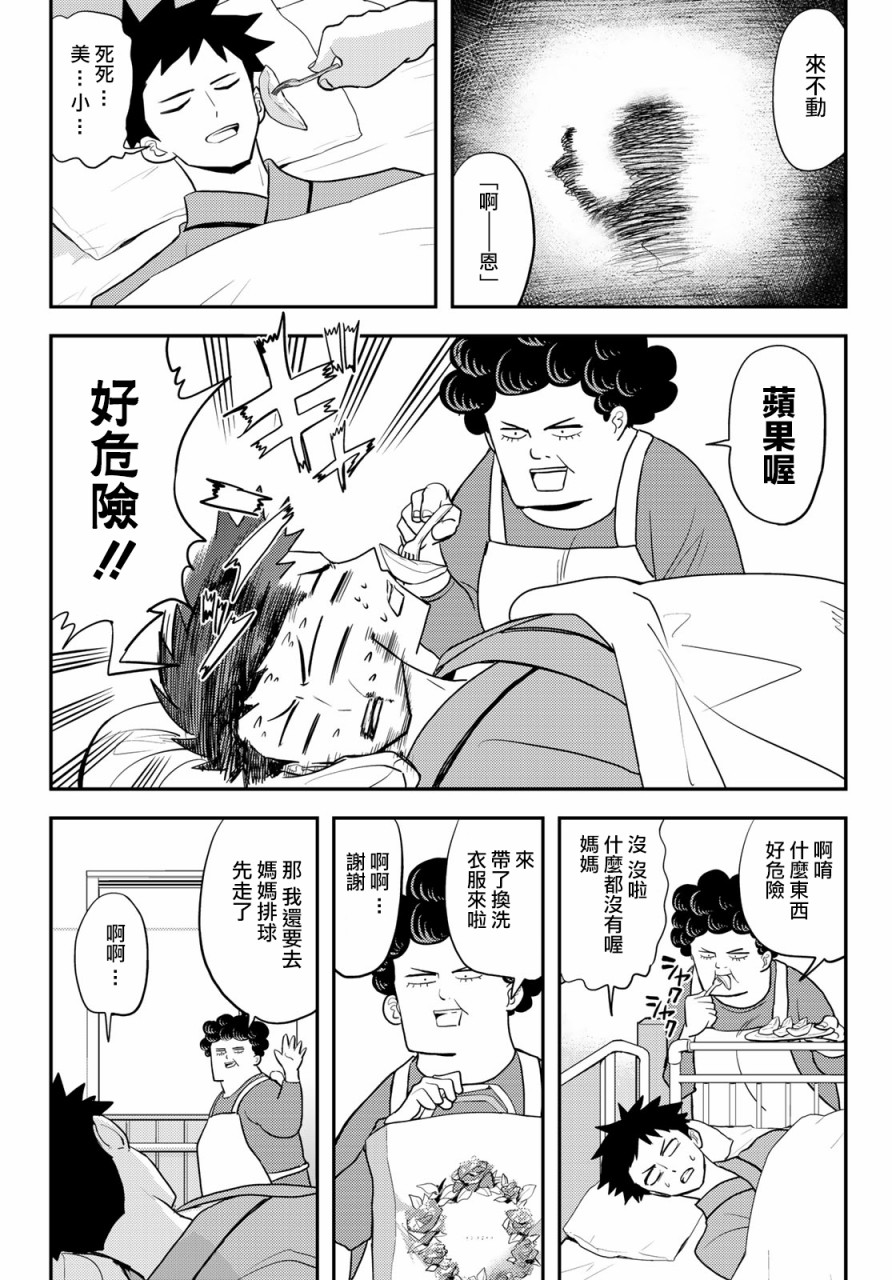 來不動
「啊──恩」
死死…
美…小…
蘋果喔
好危險!!
啊唷
什麼東西
好危險
沒 沒啦
什麼都沒有喔
媽媽
シャク
シャク
來
帶了換洗
衣服來啦
啊啊…
謝謝
那 我還要去
媽媽排球
先走了
啊啊…